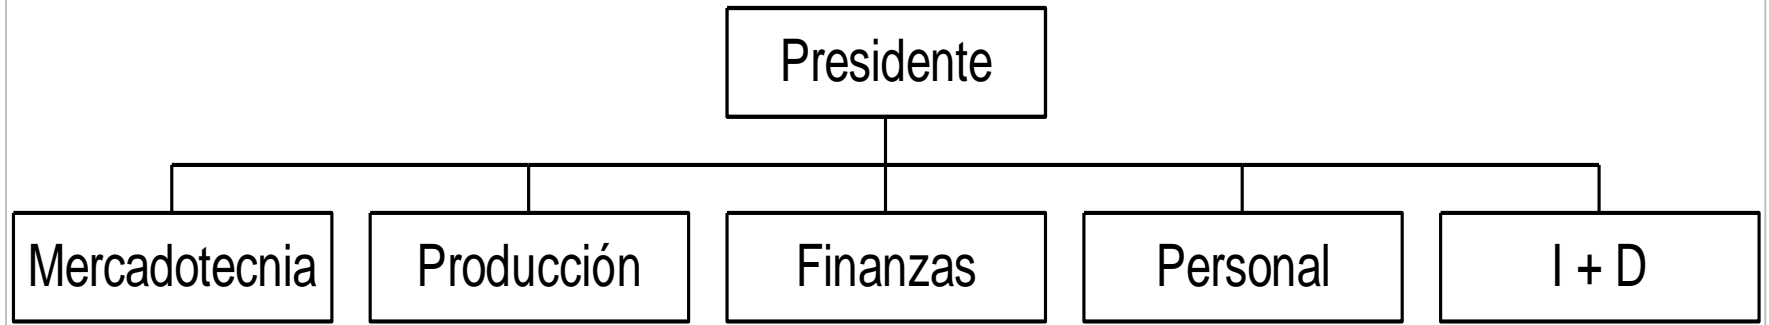 Presidente
Mercadotecnia
Producción
Finanzas
Personal
I + D